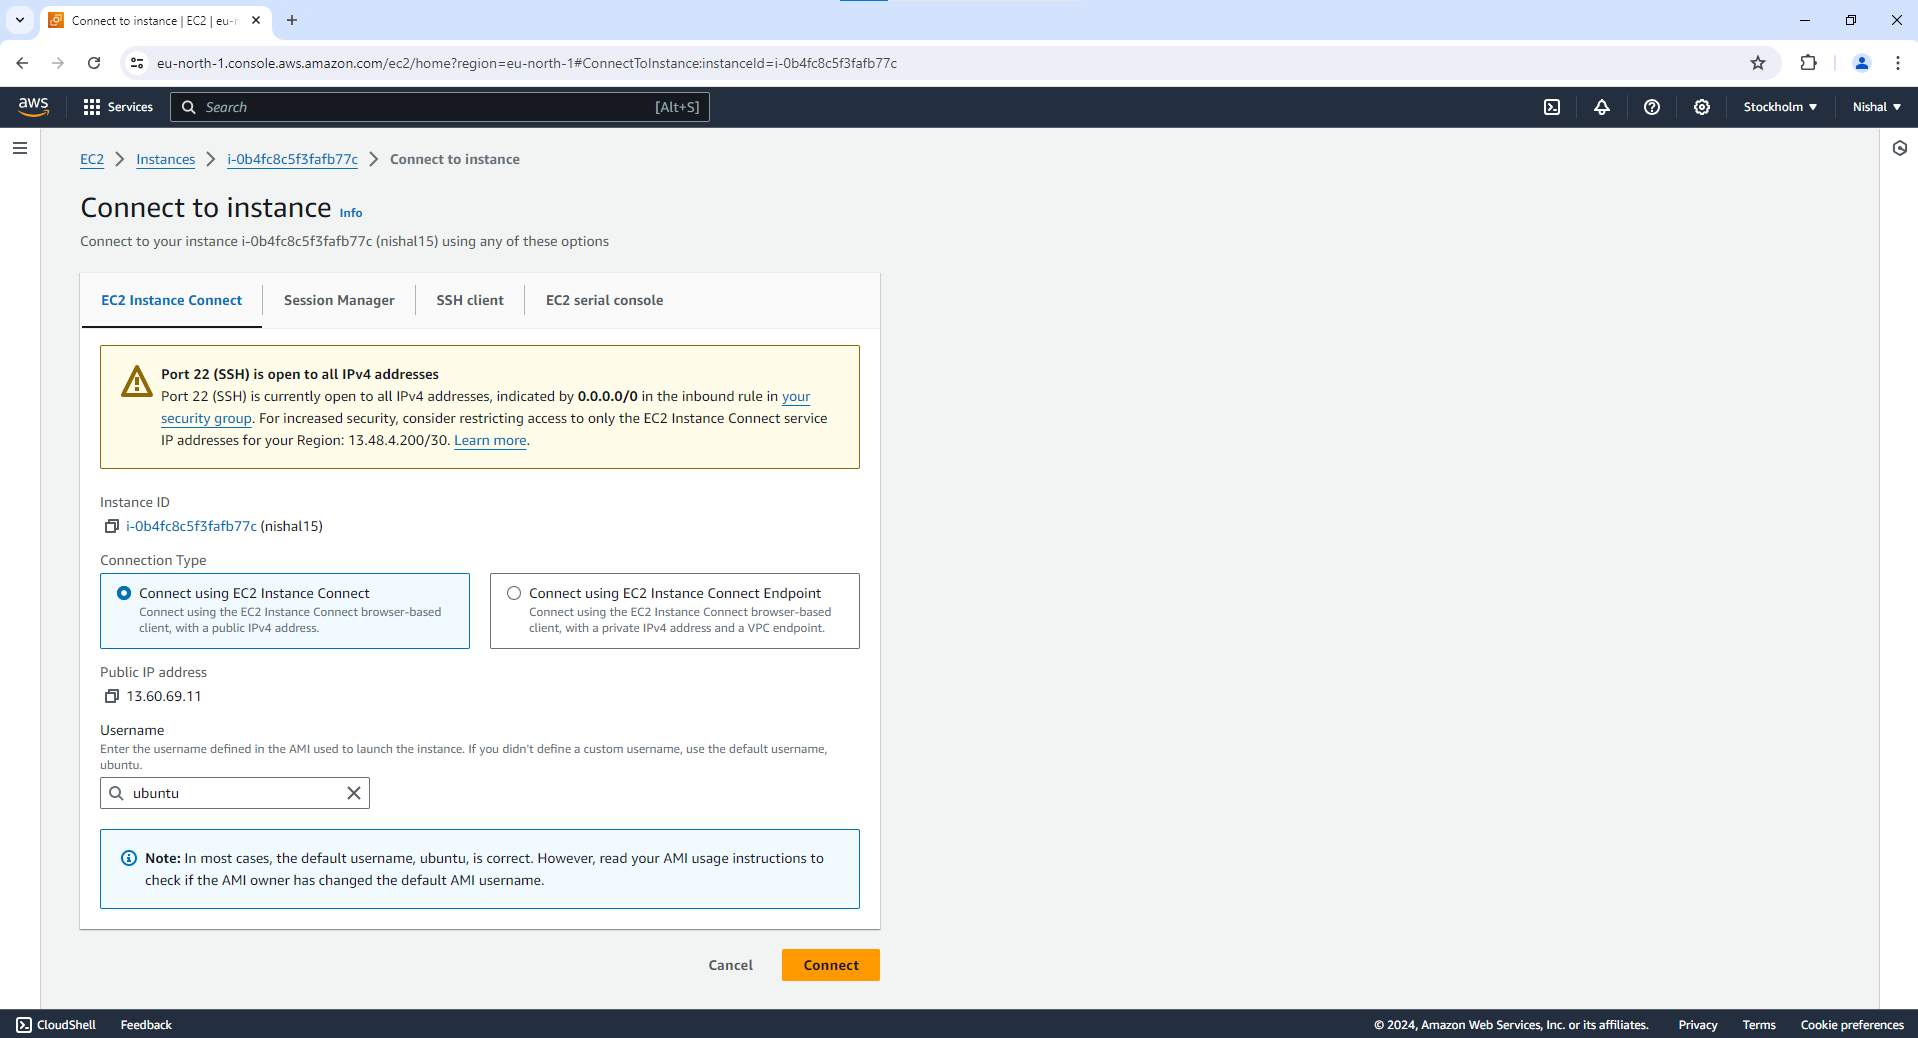 Connect to instance | EC2 | eu-n
eu-north-1.console.aws.amazon.com/ec2/home?region=eu-north-1#ConnectToInstance:instanceId=i-0b4fc8c5f3fafb77c
aws Services Search [Alt+S] Stockholm Nishal
EC2 Instances i-0b4fc8c5f3fafb77c Connect to instance
Connect to instance Info
Connect to your instance i-0b4fc8c5f3fafb77c (nishal15) using any of these options
EC2 Instance Connect Session Manager SSH client EC2 serial console
Port 22 (SSH) is open to all IPv4 addresses
Port 22 (SSH) is currently open to all IPv4 addresses, indicated by 0.0.0.0/0 in the inbound rule in your
security group. For increased security, consider restricting access to only the EC2 Instance Connect service
IP addresses for your Region: 13.48.4.200/30. Learn more.
Instance ID
i-0b4fc8c5f3fafb77c (nishal15)
Connection Type
Connect using EC2 Instance Connect
Connect using the EC2 Instance Connect browser-based
client, with a public IPv4 address.
Connect using EC2 Instance Connect Endpoint
Connect using the EC2 Instance Connect browser-based
client, with a private IPv4 address and a VPC endpoint.
Public IP address
13.60.69.11
Username
Enter the username defined in the AMI used to launch the instance. If you didn't define a custom username, use the default username,
ubuntu.
ubuntu
Note: In most cases, the default username, ubuntu, is correct. However, read your AMI usage instructions to
check if the AMI owner has changed the default AMI username.
Cancel Connect
CloudShell Feedback © 2024, Amazon Web Services, Inc. or its affiliates. Privacy Terms Cookie preferences